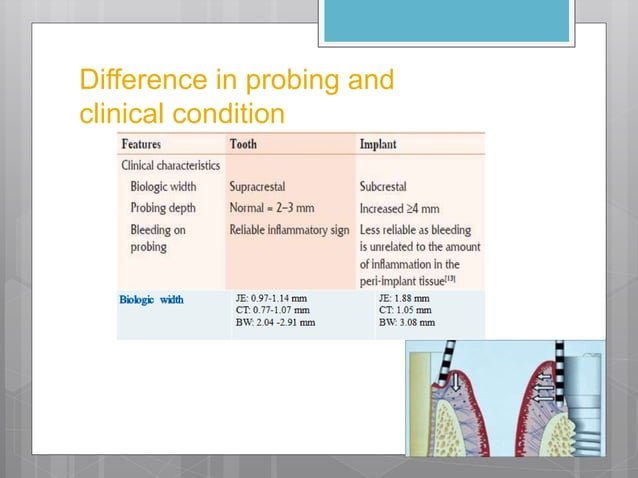 Difference in probing and
clinical condition
Features Tooth Implant
Clinical characteristics
Biologic width Supracrestal Subcrestal
Probing depth Normal = 2–3 mm Increased ≥4 mm
Bleeding on Reliable inflammatory sign Less reliable as bleeding
probing is unrelated to the amount
of inflammation in the
peri-implant tissue[13]
Biologic width JE: 0.97-1.14 mm JE: 1.88 mm
CT: 0.77-1.07 mm CT: 1.05 mm
BW: 2.04 -2.91 mm BW: 3.08 mm